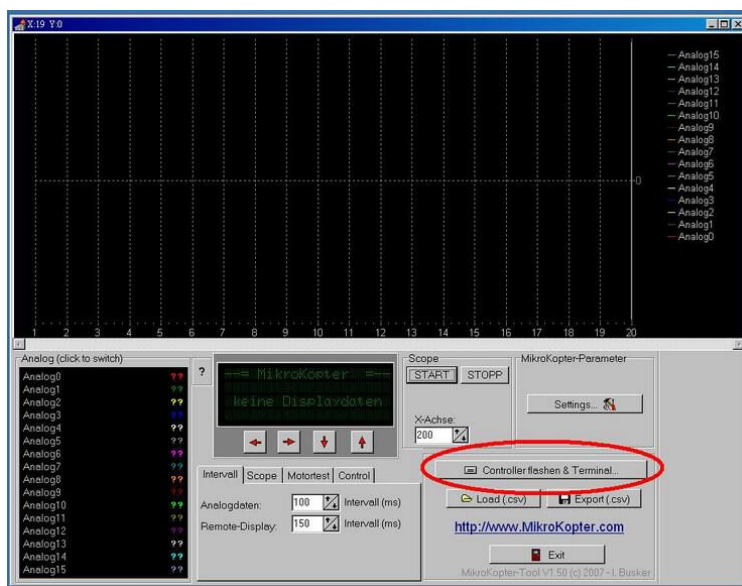 X:19 Y:0
Analog15
Analog14
Analog13
Analog12
Analog11
Analog10
Analog9
Analog8
Analog7
Analog6
Analog5
Analog4
Analog3
Analog2
Analog1
Analog0
0
1 2 3 4 5 6 7 8 9 10 11 12 13 14 15 16 17 18 19 20
Analog (click to switch)
Analog0 ??
Analog1 ??
Analog2 ??
Analog3 ??
Analog4 ??
Analog5 ??
Analog6 ??
Analog7 ??
Analog8 ??
Analog9 ??
Analog10 ??
Analog11 ??
Analog12 ??
Analog13 ??
Analog14 ??
Analog15 ??
?
--= MikroKopter =--
keine Displaydaten
Intervall Scope Motortest Control
Analogdaten: 100 Intervall (ms)
Remote-Display: 150 Intervall (ms)
Scope
START STOPP
X-Achse:
200
MikroKopter-Parameter
Settings...
Controller flashen & Terminal...
Load (.csv) Export (.csv)
http://www.MikroKopter.com
Exit
MikroKopter-Tool V1.50 (c) 2007 - I. Busker